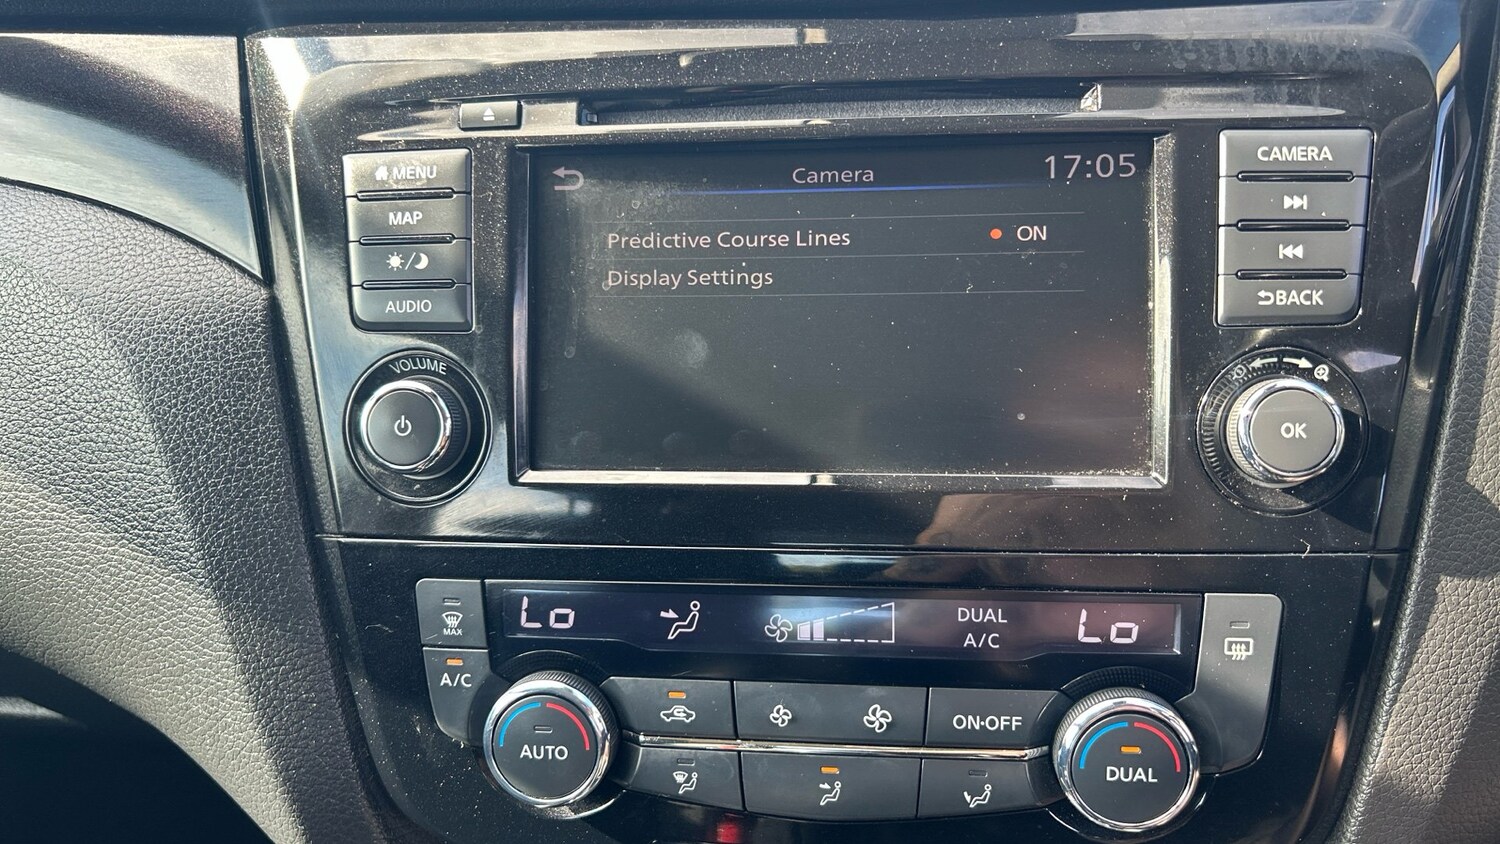 MENU
MAP
AUDIO
VOLUME
Camera
17:05
Predictive Course Lines
ON
Display Settings
CAMERA
BACK
OK
MAX
A/C
Lo
DUAL
A/C
Lo
AUTO
ON·OFF
DUAL